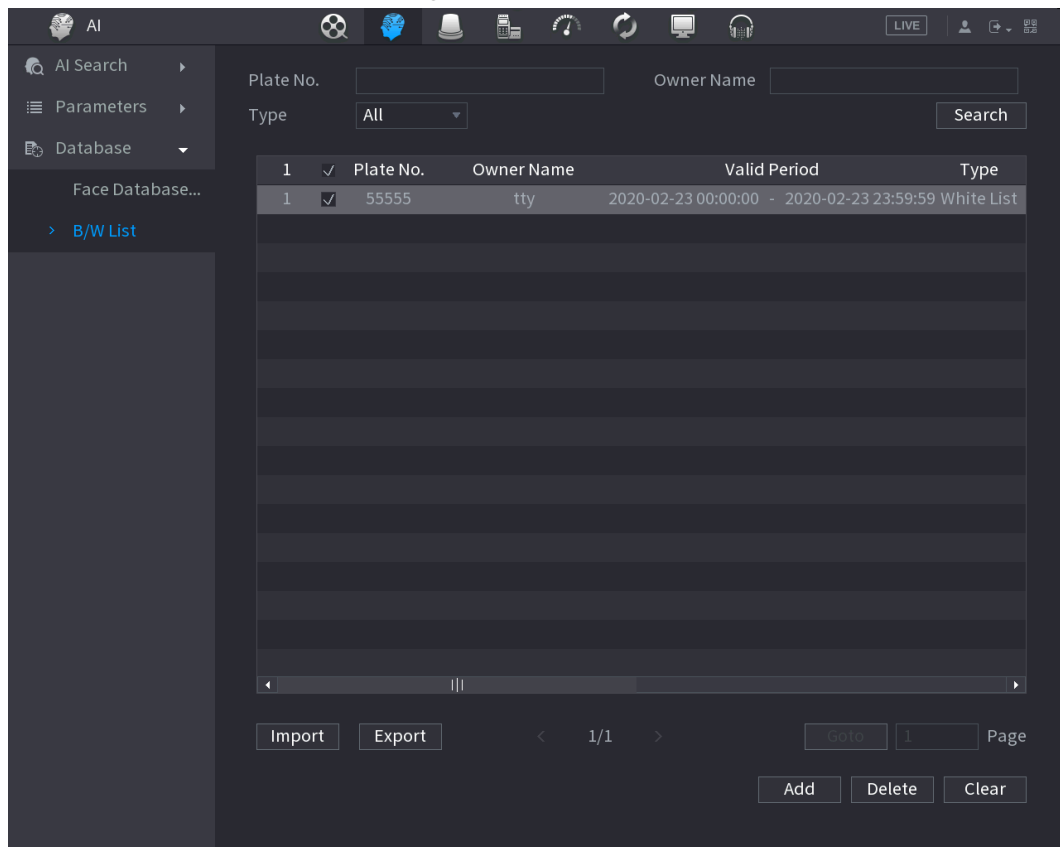 AI
LIVE
AI Search
Parameters
Database
Face Database...
> B/W List
Plate No.
Owner Name
Type
All
Search
1 Plate No. Owner Name Valid Period Type
1 55555 tty 2020-02-23 00:00:00 - 2020-02-23 23:59:59 White List
Import
Export
< 1/1 >
Goto
1
Page
Add
Delete
Clear